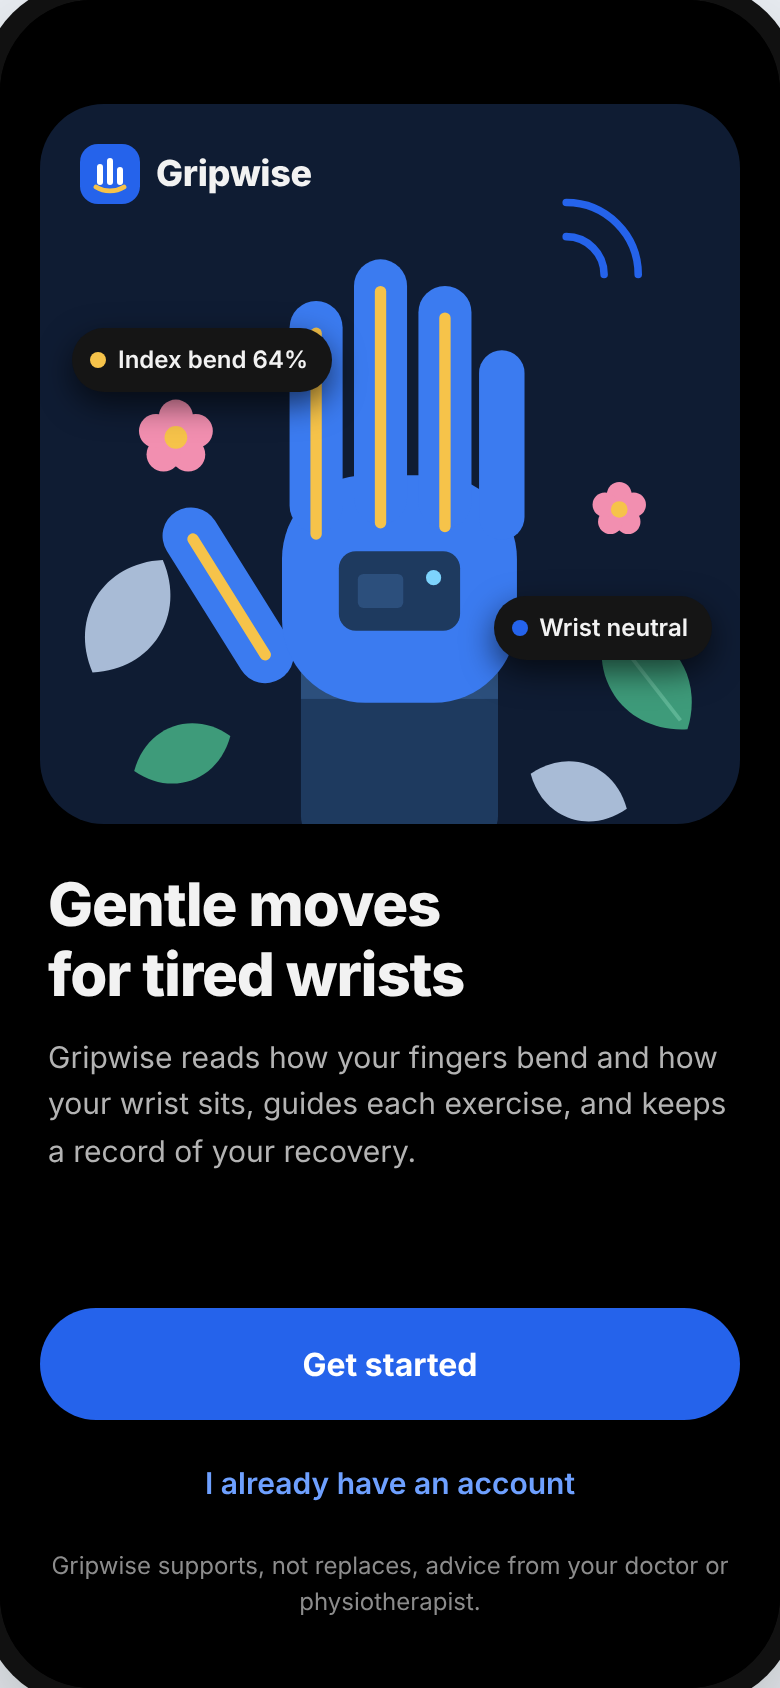 Gripwise
Index bend 64%
Wrist neutral
Gentle moves
for tired wrists
Gripwise reads how your fingers bend and how
your wrist sits, guides each exercise, and keeps
a record of your recovery.
Get started
I already have an account
Gripwise supports, not replaces, advice from your doctor or
physiotherapist.